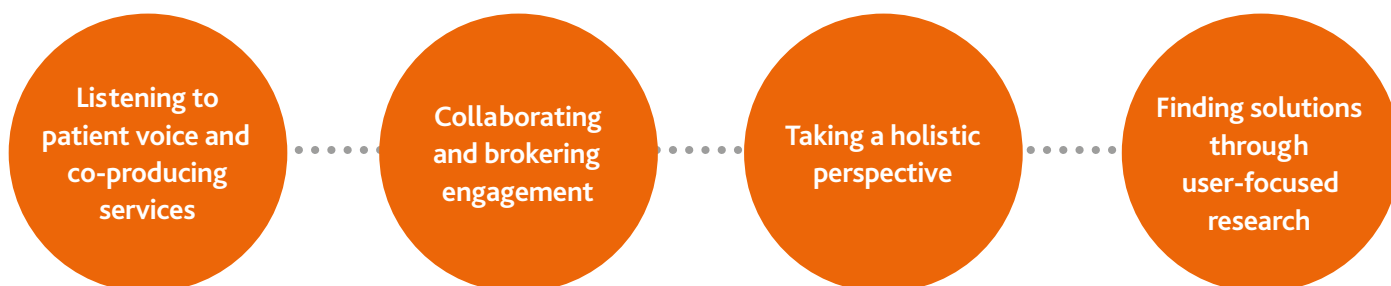 Listening to
patient voice and
co-producing
services
Collaborating
and brokering
engagement
Taking a holistic
perspective
Finding solutions
through
user-focused
research